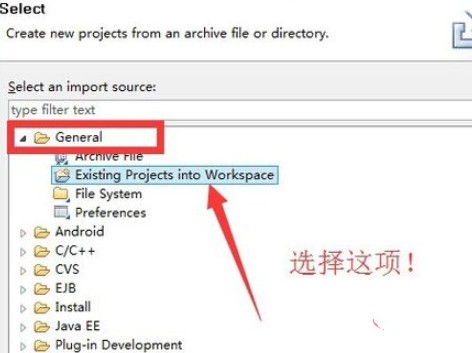 Select
Create new projects from an archive file or directory.
Select an import source:
type filter text
General
Archive File
Existing Projects into Workspace
File System
Preferences
Android
选择这项！
C/C++
CVS
EJB
Install
Java EE
Plug-in Development